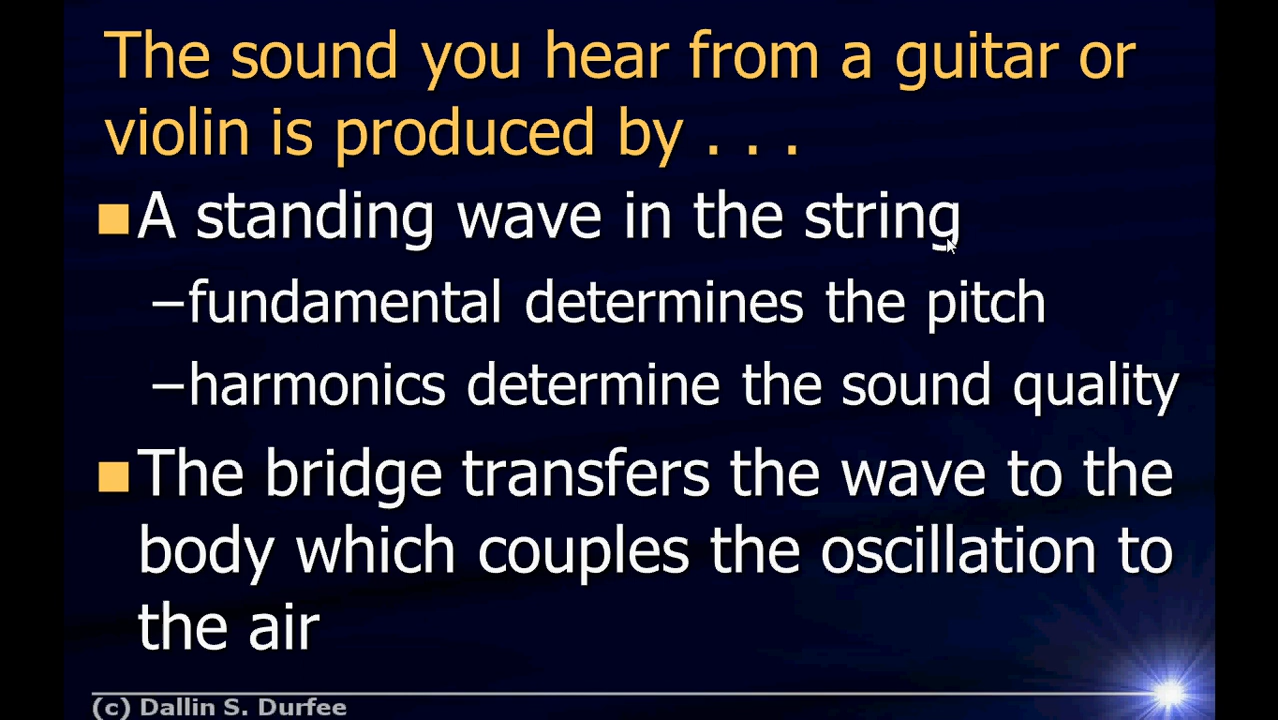 The sound you hear from a guitar or
violin is produced by . . .
A standing wave in the string
–fundamental determines the pitch
–harmonics determine the sound quality
The bridge transfers the wave to the
body which couples the oscillation to
the air
(c) Dallin S. Durfee